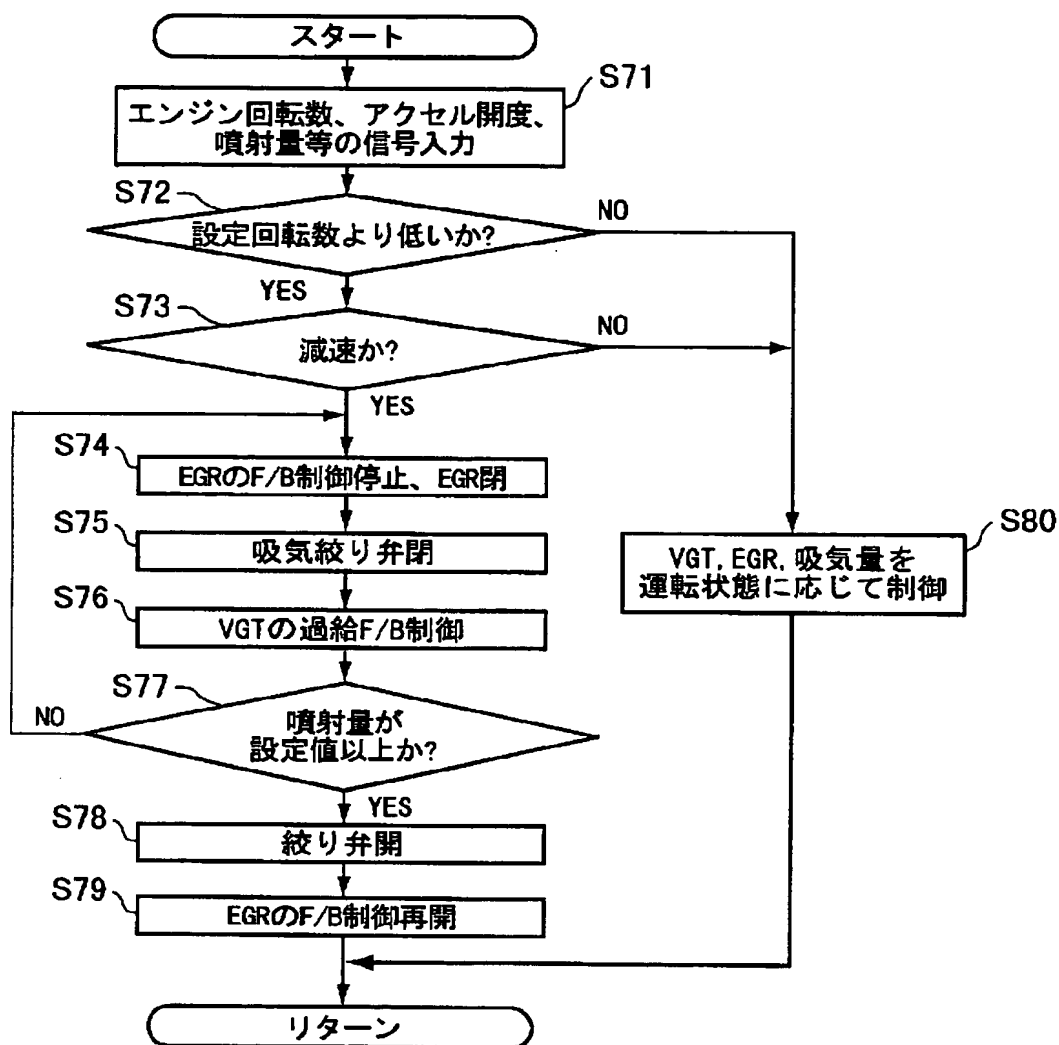 スタート
S71
エンジン回転数、アクセル開度、
噴射量等の信号入力
S72
設定回転数より低いか?
NO
YES
S73
減速か?
NO
YES
S74
EGRのF/B制御停止、EGR閉
S75
吸気絞り弁閉
S80
VGT,EGR,吸気量を
運転状態に応じて制御
S76
VGTの過給F/B制御
S77
NO
噴射量が
設定値以上か?
YES
S78
絞り弁開
S79
EGRのF/B制御再開
リターン